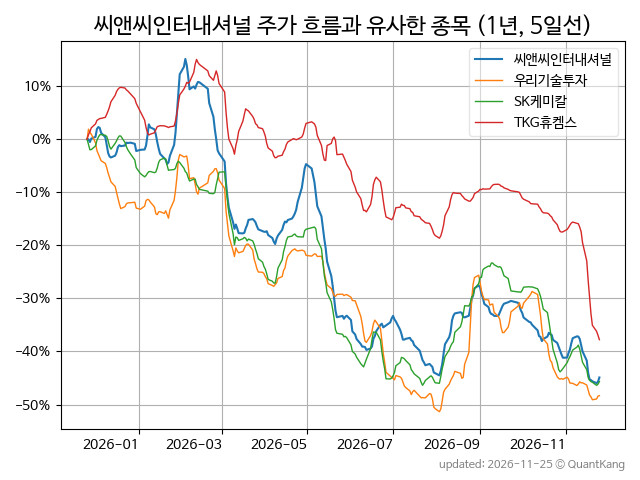 씨앤씨인터내셔널 주가 흐름과 유사한 종목 (1년, 5일선)
씨앤씨인터내셔널
우리기술투자
SK케미칼
TKG휴켐스
10%
0%
-10%
-20%
-30%
-40%
-50%
2026-01
2026-03
2026-05
2026-07
2026-09
2026-11
updated: 2026-11-25 © QuantKang